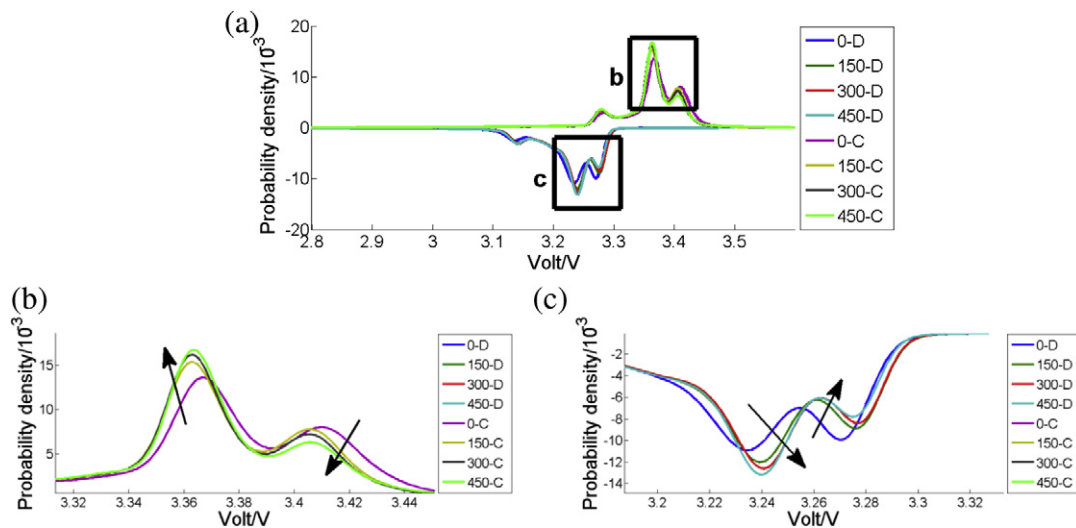 (a)
Probability density/10⁻³
20
10
0
-10
-20
2.8 2.9 3 3.1 3.2 3.3 3.4 3.5
Volt/V
b
c
0-D
150-D
300-D
450-D
0-C
150-C
300-C
450-C
(b)
Probability density/10⁻³
15
10
5
3.32 3.34 3.36 3.38 3.4 3.42 3.44
Volt/V
0-D
150-D
300-D
450-D
0-C
150-C
300-C
450-C
(c)
Probability density/10⁻³
-2
-4
-6
-8
-10
-12
-14
3.2 3.22 3.24 3.26 3.28 3.3 3.32
Volt/V
0-D
150-D
300-D
450-D
0-C
150-C
300-C
450-C